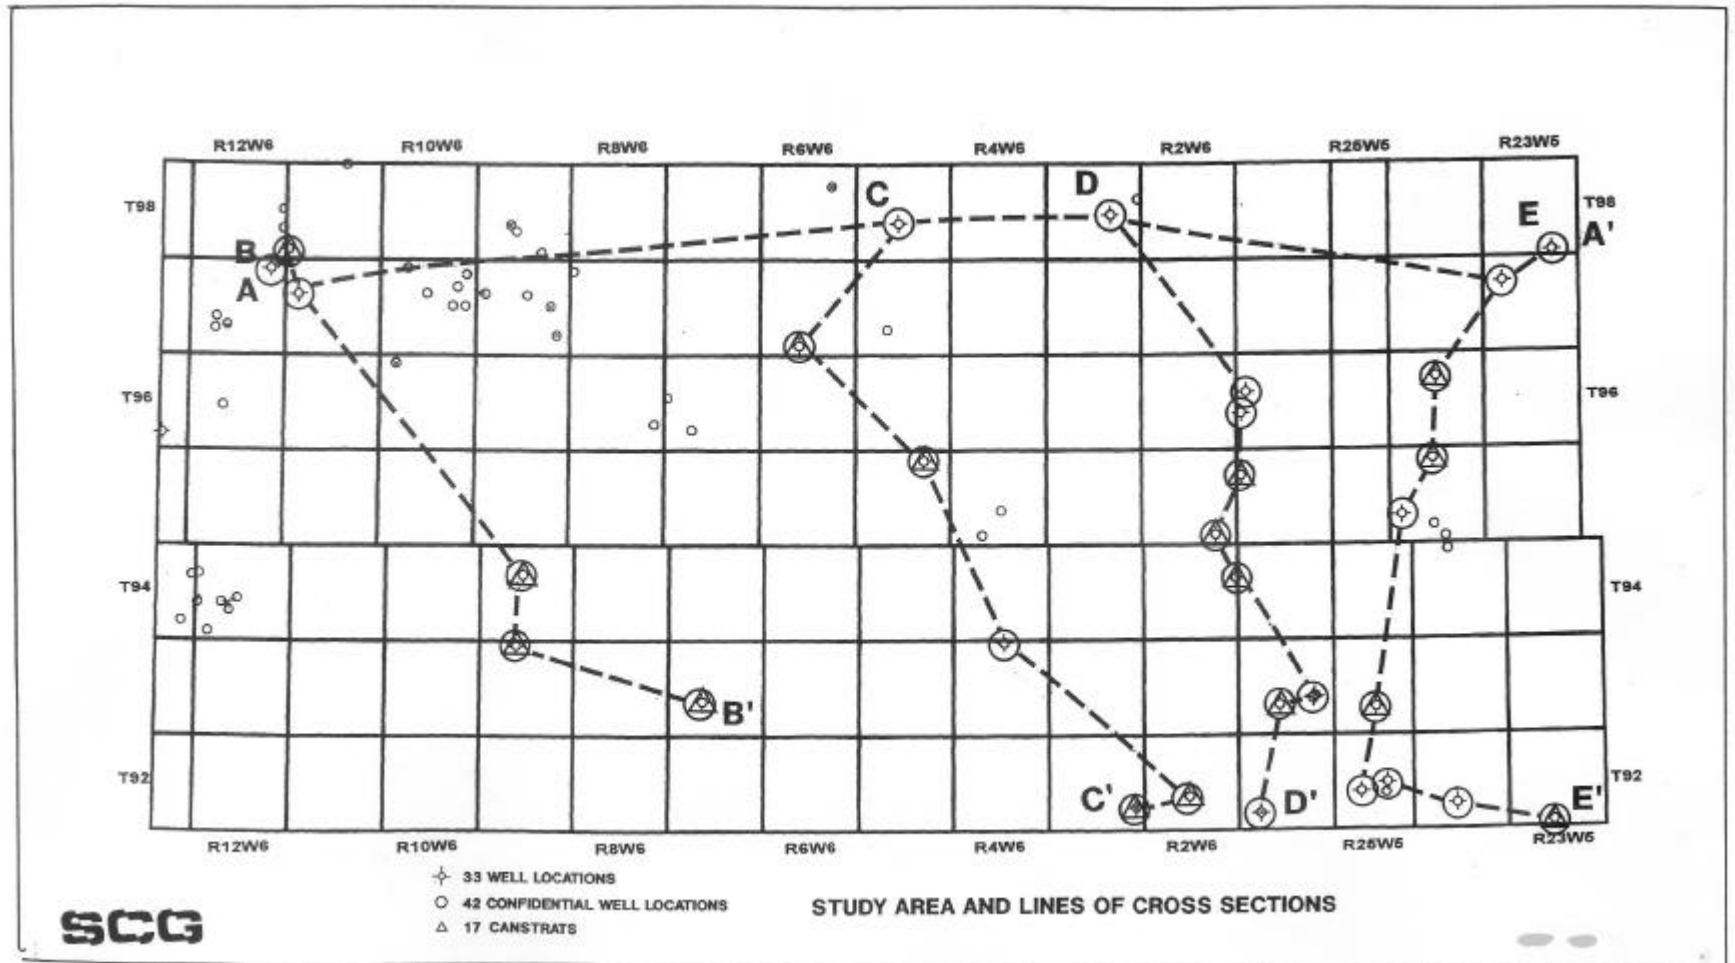 R12W6 R10W6 R8W6 R6W6 R4W6 R2W6 R25W5 R23W5
T98 C D E T98
B A'
A
T96 T96
T94 T94
B'
T92 C' D' E' T92
R12W6 R10W6 R8W6 R6W6 R4W6 R2W6 R25W5 R23W5
33 WELL LOCATIONS
42 CONFIDENTIAL WELL LOCATIONS
17 CANSTRATS
STUDY AREA AND LINES OF CROSS SECTIONS
SCG